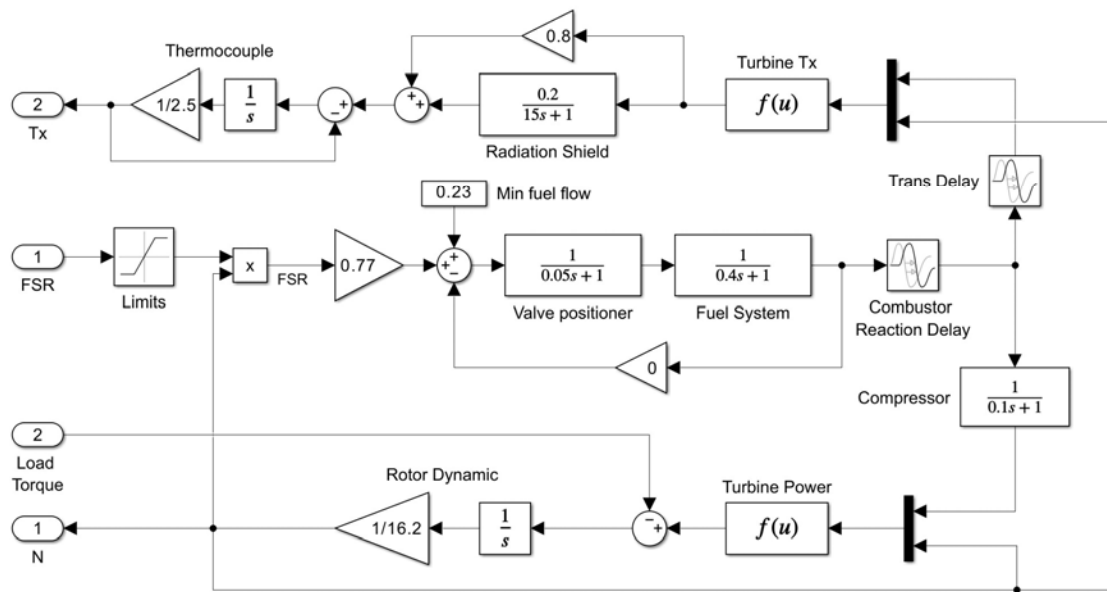 Thermocouple
0.8
Turbine Tx
2
Tx
1/2.5
1
s
−
+
+
+
0.2
15s + 1
Radiation Shield
f(u)
Trans Delay
0.23
Min fuel flow
1
FSR
Limits
x
FSR
0.77
+
+
−
1
0.05s + 1
Valve positioner
1
0.4s + 1
Fuel System
Combustor
Reaction Delay
0
Compressor
1
0.1s + 1
2
Load
Torque
Rotor Dynamic
Turbine Power
1
N
1/16.2
1
s
−
+
f(u)